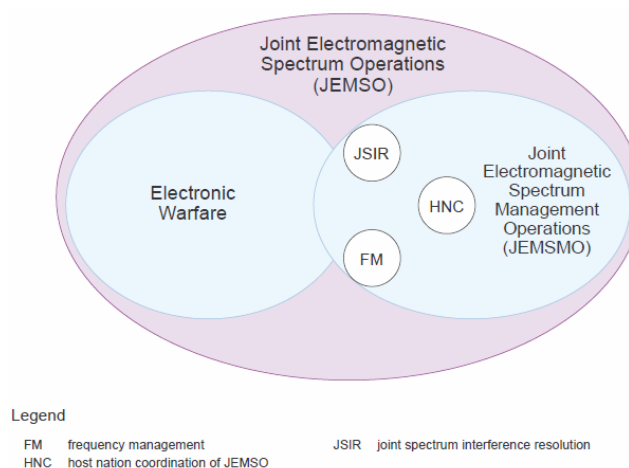 Joint Electromagnetic
Spectrum Operations
(JEMSO)
JSIR
Joint
Electromagnetic
Spectrum
Management
Operations
(JEMSMO)
Electronic
Warfare
HNC
FM
Legend
FM frequency management
HNC host nation coordination of JEMSO
JSIR joint spectrum interference resolution